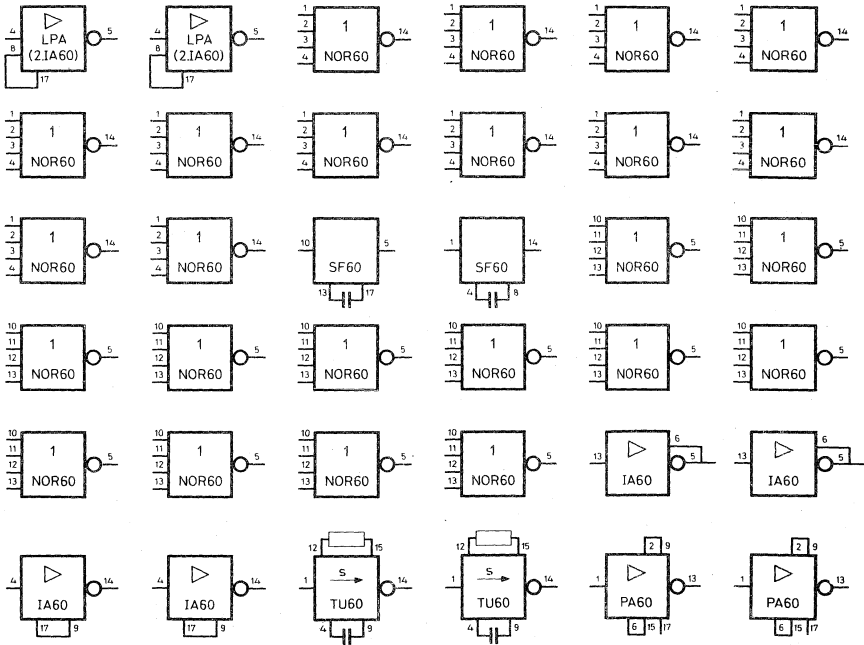 1 1 1 1
2 1 2 1 2 1 2 1
4 LPA 5 4 LPA 5 3 14 3 14 3 14 3 14
8 (2.IA60) 8 (2.IA60) 4 NOR60 4 NOR60 4 NOR60 4 NOR60
17 17
1 1 1 1 1 1
2 1 2 1 2 1 2 1 2 1 2 1
3 14 3 14 3 14 3 14 3 14 3 14
4 NOR60 4 NOR60 4 NOR60 4 NOR60 4 NOR60 4 NOR60
1 1 10 10
2 1 2 1 11 1 11 1
3 14 3 14 10 5 1 14 12 5 12 5
4 NOR60 4 NOR60 SF60 SF60 13 NOR60 13 NOR60
13 17 4 8
10 10 10 10 10 10
11 1 11 1 11 1 11 1 11 1 11 1
12 5 12 5 12 5 12 5 12 5 12 5
13 NOR60 13 NOR60 13 NOR60 13 NOR60 13 NOR60 13 NOR60
10 10 10 10 6 6
11 1 11 1 11 1 11 1
12 5 12 5 12 5 12 5 13 5 13 5
13 NOR60 13 NOR60 13 NOR60 13 NOR60 IA60 IA60
12 15 12 15 2 9 2 9
S S
4 14 4 14 1 14 1 14 1 13 1 13
IA60 IA60 TU60 TU60 PA60 PA60
17 9 17 9 4 9 4 9 6 15 17 6 15 17